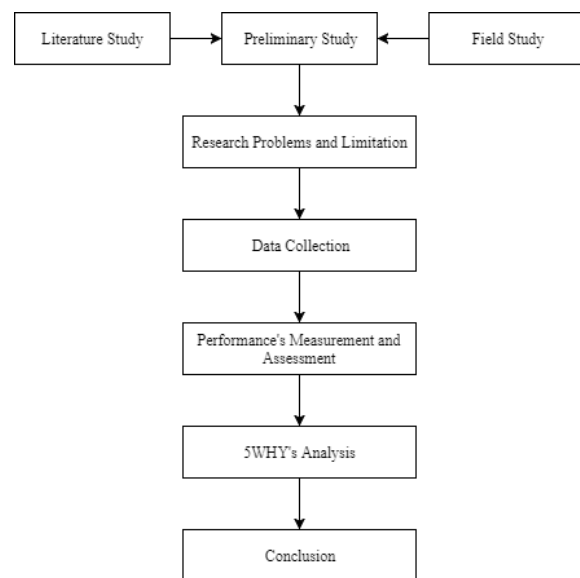 Literature Study
Preliminary Study
Field Study
Research Problems and Limitation
Data Collection
Performance's Measurement and
Assessment
5WHY's Analysis
Conclusion